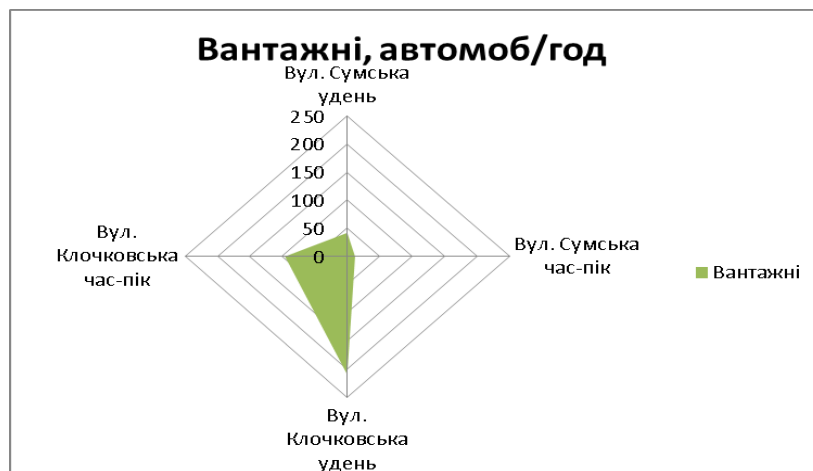 Вантажні, автомоб/год
Вул. Сумська
удень
250
200
150
100
50
0
Вул.
Клочковська
час-пік
Вул. Сумська
час-пік
Вантажні
Вул.
Клочковська
удень